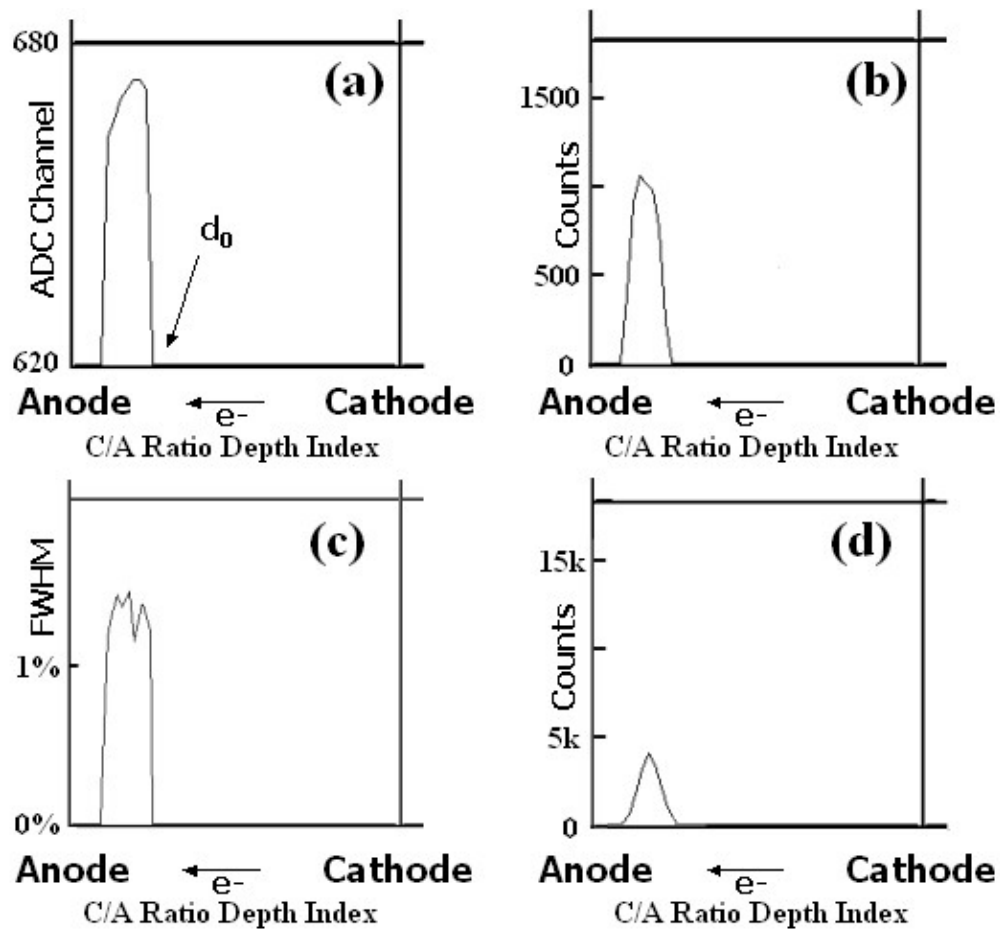 680
(a)
ADC Channel
d0
620
Anode
e-
Cathode
C/A Ratio Depth Index
(b)
1500
Counts
500
0
Anode
e-
Cathode
C/A Ratio Depth Index
(c)
FWHM
1%
0%
Anode
e-
Cathode
C/A Ratio Depth Index
(d)
15k
Counts
5k
0
Anode
e-
Cathode
C/A Ratio Depth Index